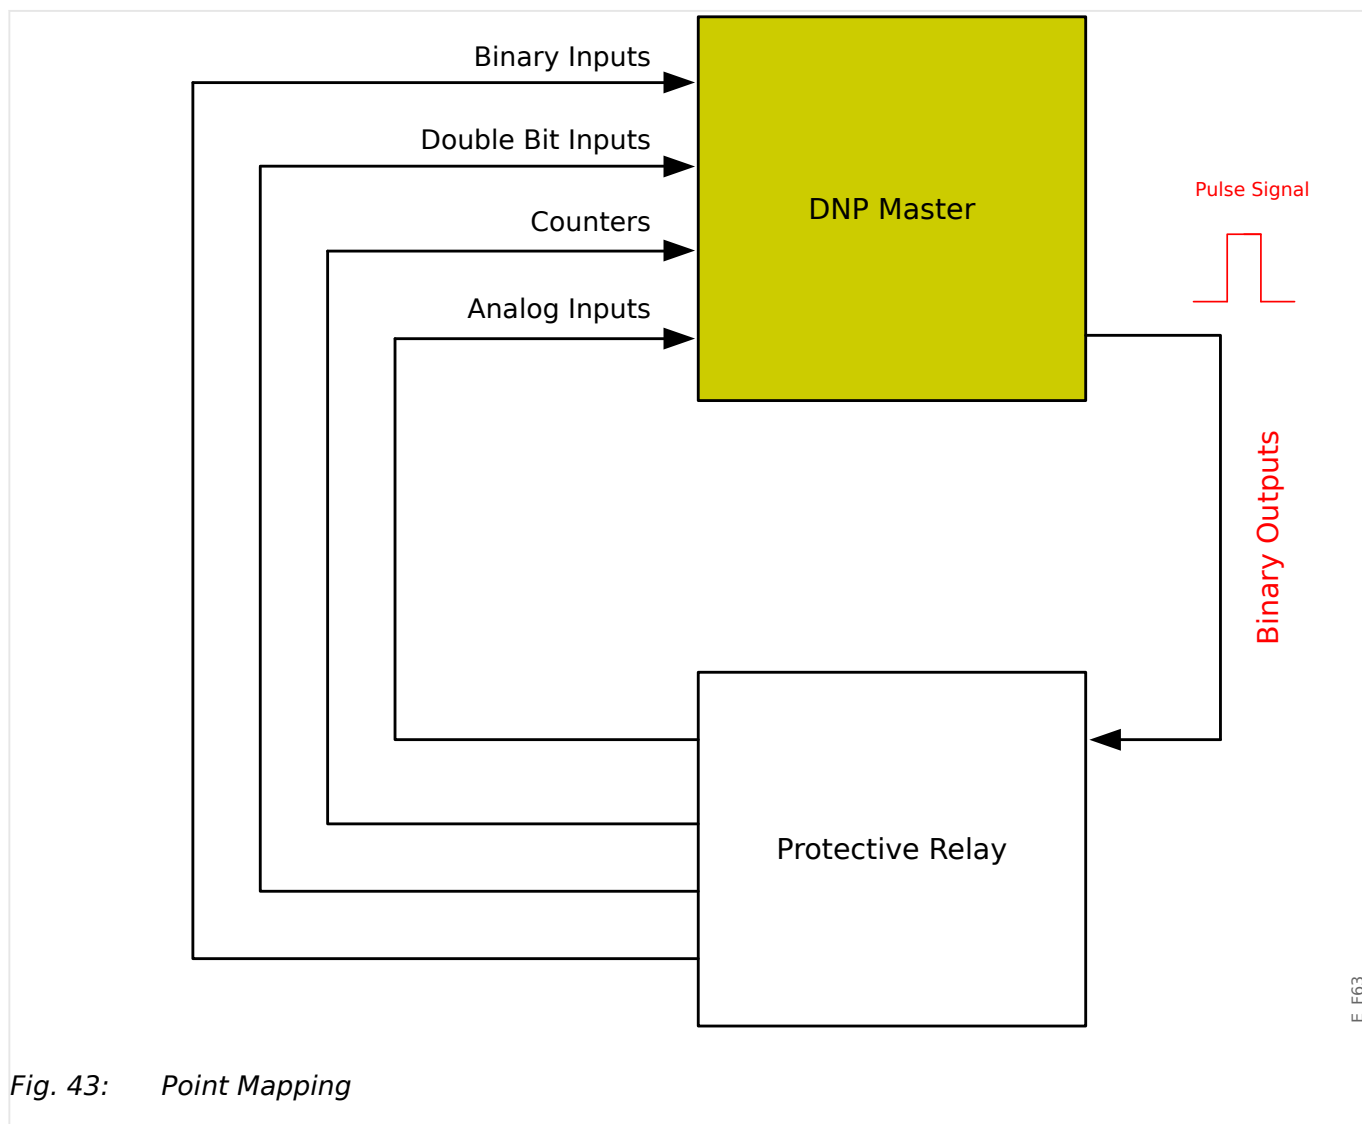 Binary Inputs
Double Bit Inputs
Counters
Analog Inputs
DNP Master
Pulse Signal
Binary Outputs
Protective Relay
E_F63
Fig. 43: Point Mapping